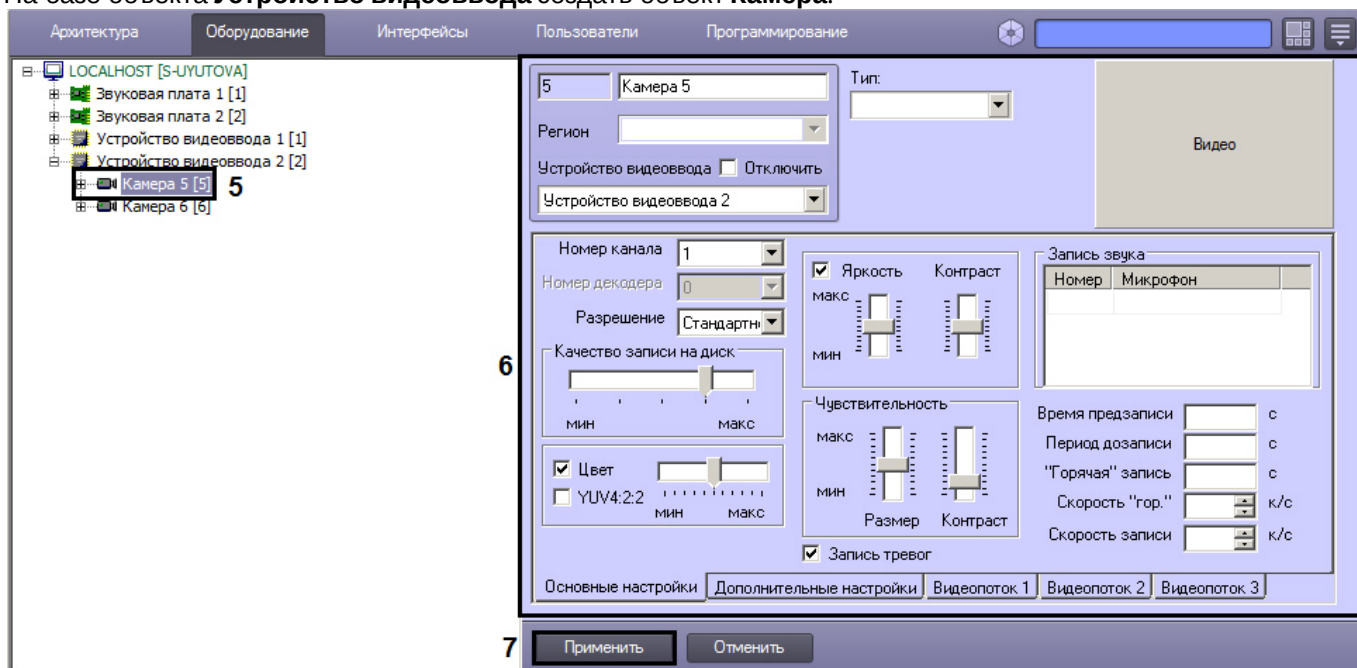 На базе объекта Устройство видеоввода создать объект Камера.
Архитектура Оборудование Интерфейсы Пользователи Программирование
LOCALHOST [S-UYUTOVA]
Звуковая плата 1 [1]
Звуковая плата 2 [2]
Устройство видеоввода 1 [1]
Устройство видеоввода 2 [2]
Камера 5 [5]
5
Камера 6 [6]
5 Камера 5
Тип:
Регион
Устройство видеоввода Отключить
Устройство видеоввода 2
Видео
6
Номер канала 1
Номер декодера 0
Разрешение Стандартн
Качество записи на диск
мин макс
Цвет
YUV4:2:2
мин макс
Яркость Контраст
макс
мин
Чувствительность
макс
мин
Размер Контраст
Запись тревог
Запись звука
Номер Микрофон
Время предзаписи с
Период дозаписи с
"Горячая" запись с
Скорость "гор." к/с
Скорость записи к/с
Основные настройки Дополнительные настройки Видеопоток 1 Видеопоток 2 Видеопоток 3
7
Применить Отменить